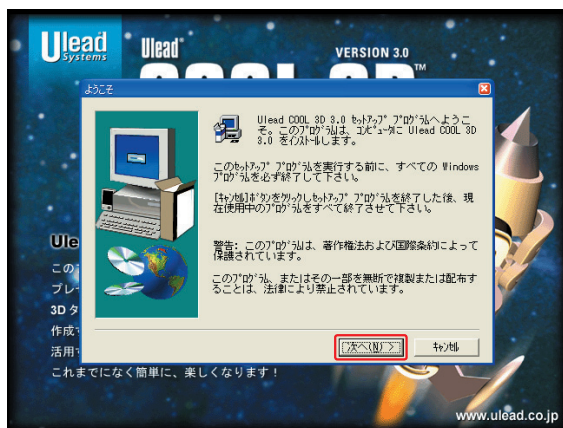 Ulead
Systems
Ulead
VERSION 3.0
TM
ようこそ
Ulead COOL 3D 3.0 ｾｯﾄｱｯﾌﾟ ﾌﾟﾛｸﾞﾗﾑへようこ
そ。このﾌﾟﾛｸﾞﾗﾑは、ｺﾝﾋﾟｭｰﾀに Ulead COOL 3D
3.0 をｲﾝｽﾄｰﾙします。
このｾｯﾄｱｯﾌﾟ ﾌﾟﾛｸﾞﾗﾑを実行する前に、すべての Windows
ﾌﾟﾛｸﾞﾗﾑを必ず終了して下さい。
[ｷｬﾝｾﾙ]ﾎﾞﾀﾝをｸﾘｯｸしｾｯﾄｱｯﾌﾟ ﾌﾟﾛｸﾞﾗﾑを終了した後、現
在使用中のﾌﾟﾛｸﾞﾗﾑをすべて終了させて下さい。
警告: このﾌﾟﾛｸﾞﾗﾑは、著作権法および国際条約によって
保護されています。
このﾌﾟﾛｸﾞﾗﾑ、またはその一部を無断で複製または配布す
ることは、法律により禁止されています。
次へ(N) >
ｷｬﾝｾﾙ
Ule
この
プレ
3D タ
作成
活用
これまでになく簡単に、楽しくなります！
www.ulead.co.jp